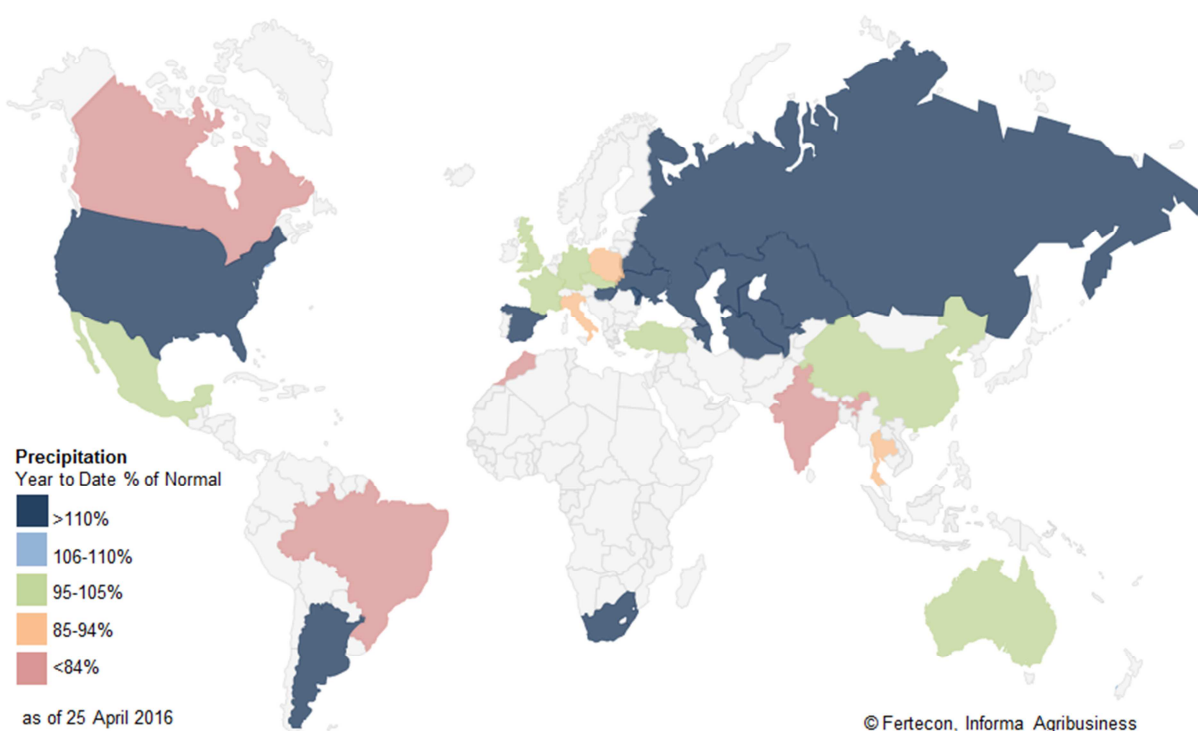 Precipitation
Year to Date % of Normal
>110%
106-110%
95-105%
85-94%
<84%
as of 25 April 2016
© Fertecon, Informa Agribusiness